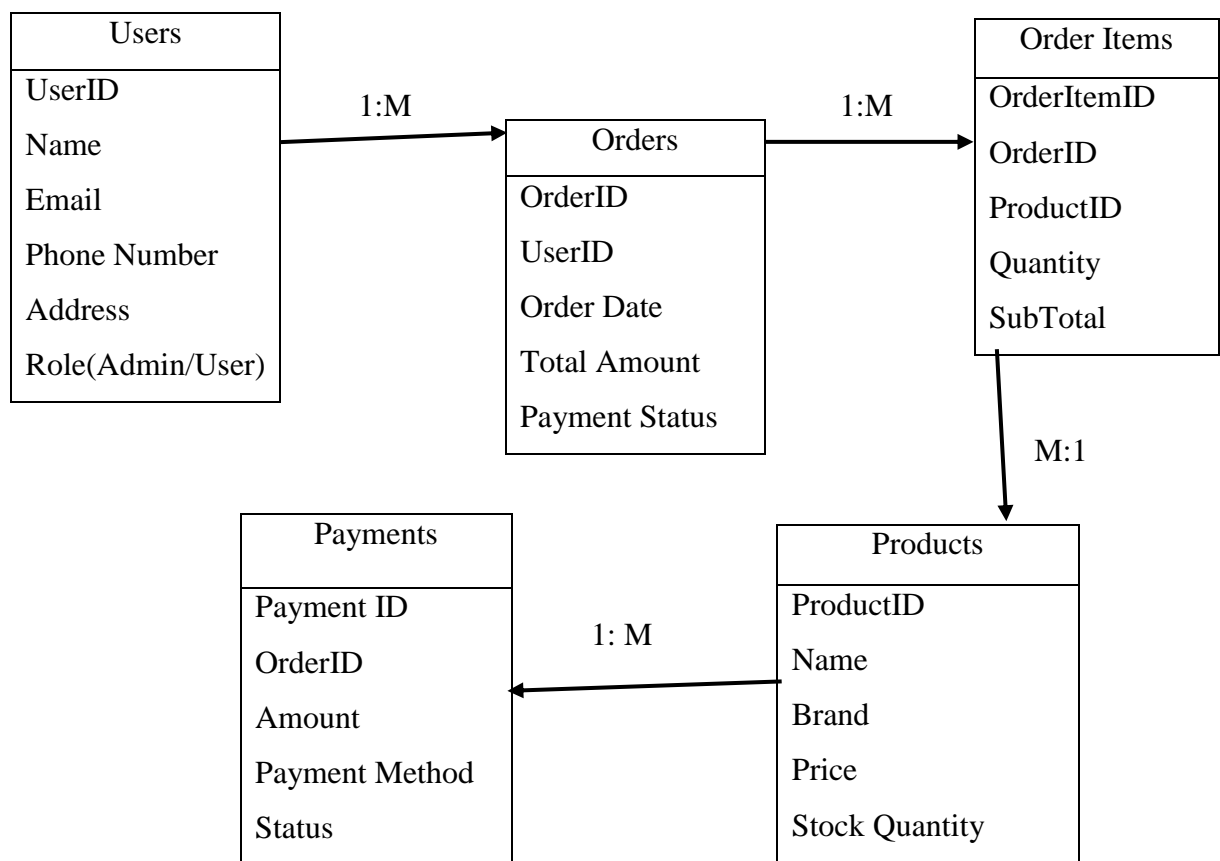 Users
UserID
Name
Email
Phone Number
Address
Role(Admin/User)
1:M
Orders
OrderID
UserID
Order Date
Total Amount
Payment Status
1:M
Order Items
OrderItemID
OrderID
ProductID
Quantity
SubTotal
M:1
Payments
Payment ID
OrderID
Amount
Payment Method
Status
1: M
Products
ProductID
Name
Brand
Price
Stock Quantity